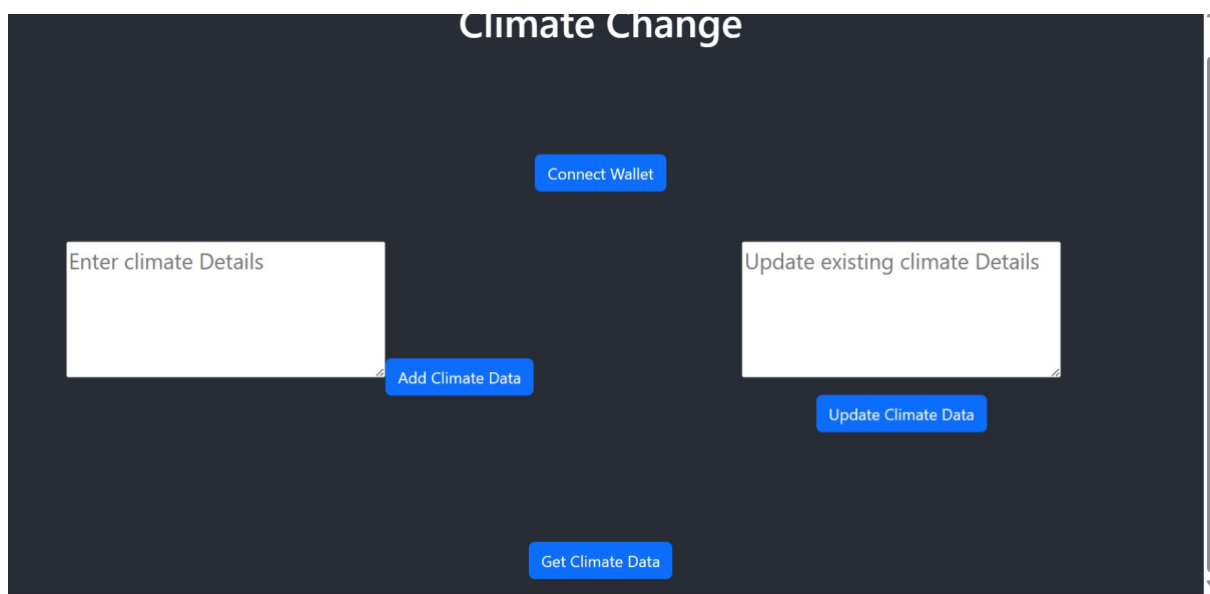 Climate Change
Connect Wallet
Enter climate Details
Add Climate Data
Update existing climate Details
Update Climate Data
Get Climate Data